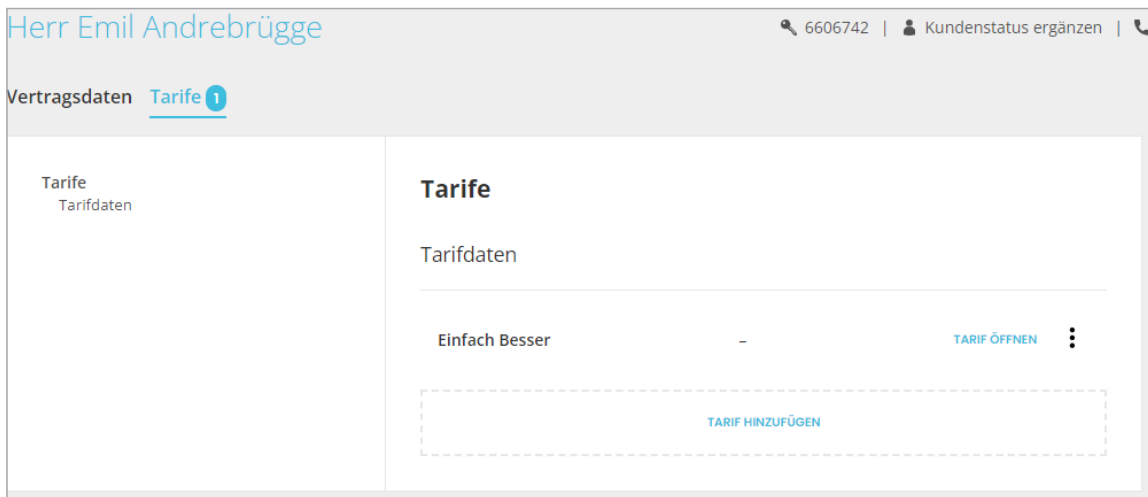 Herr Emil Andrebrügge
6606742 | Kundenstatus ergänzen |
Vertragsdaten Tarife 1
Tarife
Tarifdaten
Tarife
Tarifdaten
Einfach Besser – TARIF ÖFFNEN
TARIF HINZUFÜGEN